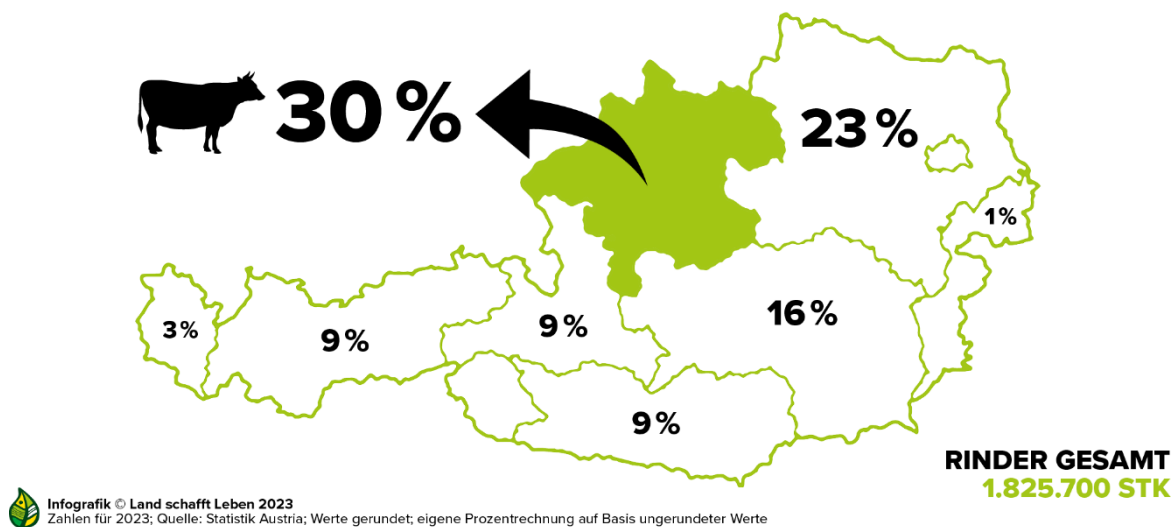 30 %
23 %
1 %
16 %
3 %
9 %
9 %
9 %
RINDER GESAMT
1.825.700 STK
Infografik © Land schafft Leben 2023
Zahlen für 2023; Quelle: Statistik Austria; Werte gerundet; eigene Prozentrechnung auf Basis ungerundeter Werte